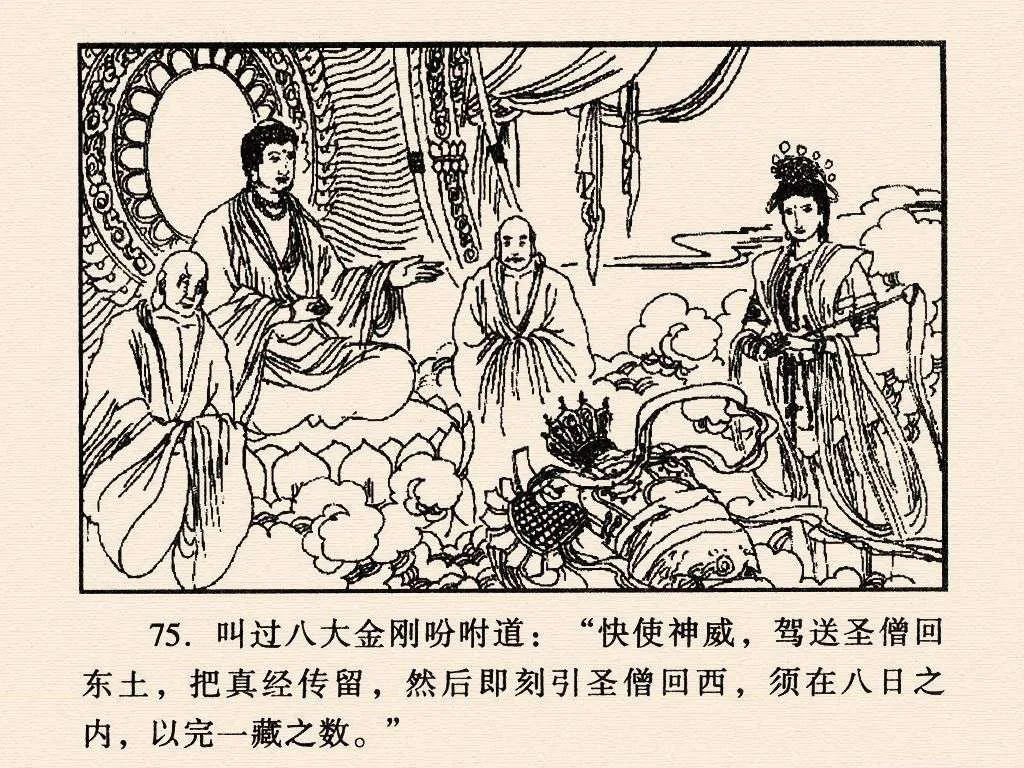 75. 叫过八大金刚吩咐道：“快使神威，驾送圣僧回
东土，把真经传留，然后即刻引圣僧回西，须在八日之
内，以完一藏之数。”